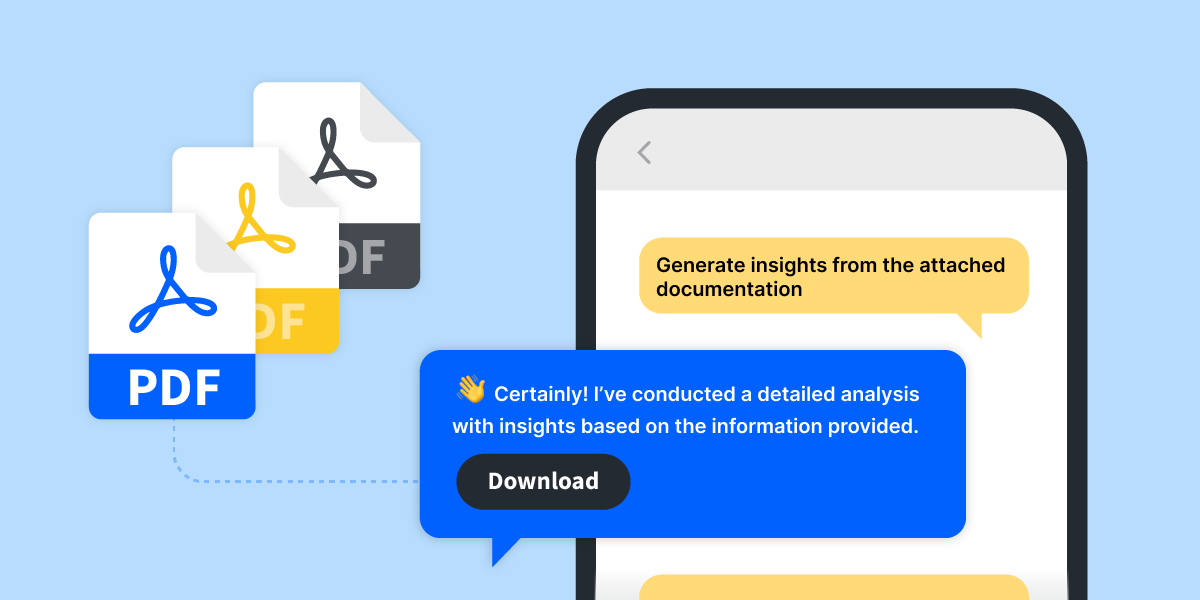 DF
DF
PDF
Generate insights from the attached
documentation
👋 Certainly! I’ve conducted a detailed analysis
with insights based on the information provided.
Download